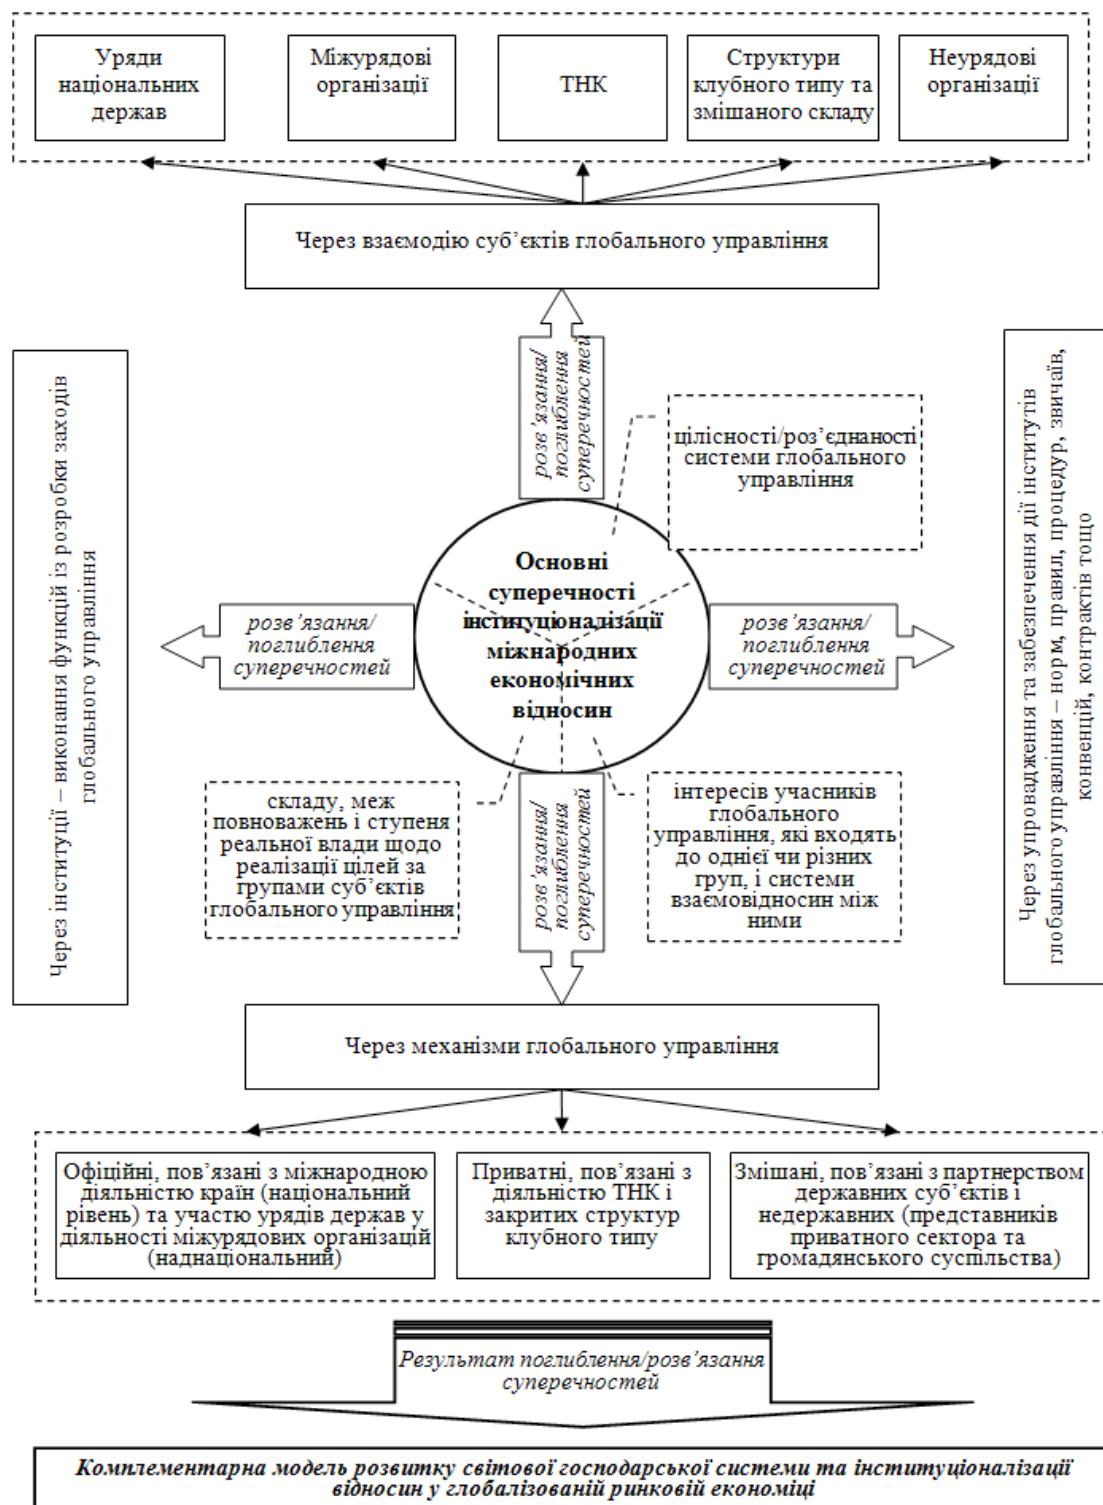 Уряди
національних
держав
Міжурядові
організації
ТНК
Структури
клубного типу та
змішаного складу
Неурядові
організації
Через взаємодію суб’єктів глобального управління
розв’язання/
поглиблення
суперечностей
Через інституції – виконання функцій із розробки заходів
глобального управління
цілісності/роз’єднаності
системи глобального
управління
Через упровадження та забезпечення дії інститутів
глобального управління – норм, правил, процедур, звичаїв,
конвенцій, контрактів тощо
розв’язання/
поглиблення
суперечностей
Основні
суперечності
інституціоналізації
міжнародних
економічних
відносин
розв’язання/
поглиблення
суперечностей
складу, меж
повноважень і ступеня
реальної влади щодо
реалізації цілей за
групами суб’єктів
глобального управління
розв’язання/
поглиблення
суперечностей
інтересів учасників
глобального
управління, які входять
до однієї чи різних
груп, і системи
взаємовідносин між
ними
Через механізми глобального управління
Офіційні, пов’язані з міжнародною
діяльністю країн (національний
рівень) та участю урядів держав у
діяльності міжурядових організацій
(наднаціональний)
Приватні, пов’язані з
діяльністю ТНК і
закритих структур
клубного типу
Змішані, пов’язані з партнерством
державних суб’єктів і
недержавних (представників
приватного сектора та
громадянського суспільства)
Результат поглиблення/розв’язання
суперечностей
Комплементарна модель розвитку світової господарської системи та інституціоналізації
відносин у глобалізованій ринковій економіці